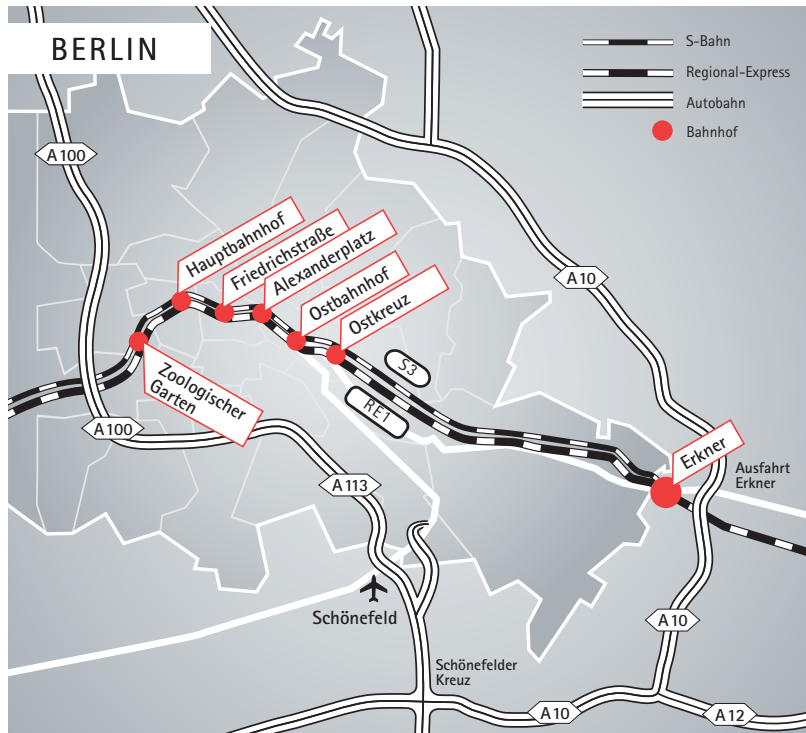 BERLIN
S-Bahn
Regional-Express
Autobahn
Bahnhof
A100
Hauptbahnhof
Friedrichstraße
Alexanderplatz
Ostbahnhof
Ostkreuz
A10
S3
Zoologischer
Garten
RE1
A100
Erkner
Ausfahrt
Erkner
A113
Schönefeld
A10
Schönefelder
Kreuz
A10
A12